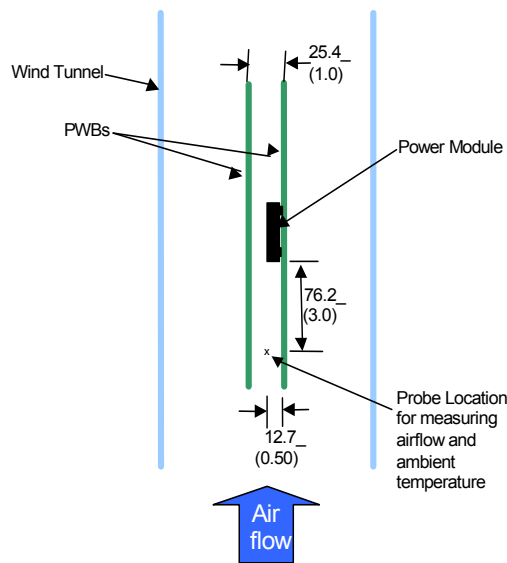 25.4_
(1.0)
Wind Tunnel
PWBs
Power Module
76.2_
(3.0)
x
Probe Location
for measuring
airflow and
ambient
temperature
12.7_
(0.50)
Air
flow